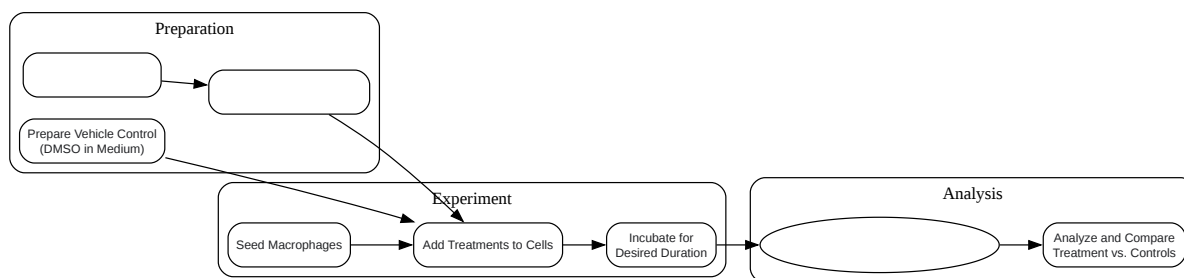 Preparation
Prepare Vehicle Control
(DMSO in Medium)
Experiment
Seed Macrophages
Add Treatments to Cells
Incubate for
Desired Duration
Analysis
Analyze and Compare
Treatment vs. Controls